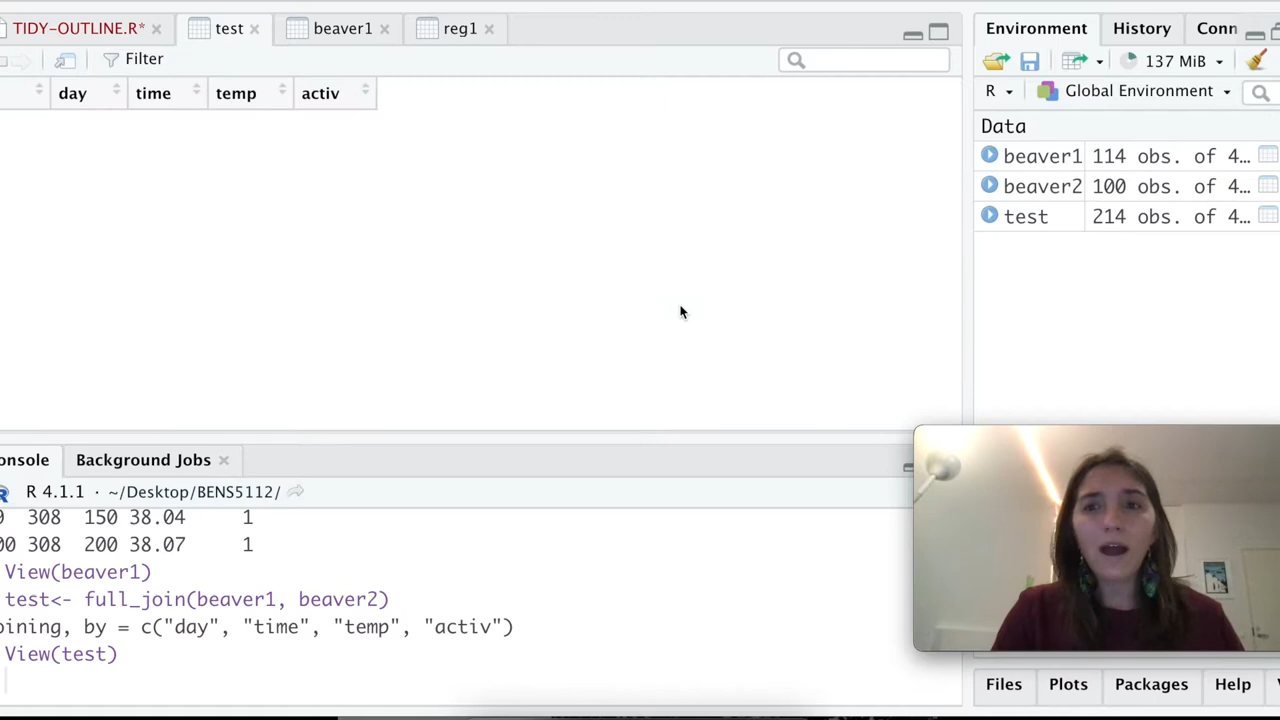 TIDY-OUTLINE.R* test beaver1 reg1
Filter
day time temp activ
onsole Background Jobs
R 4.1.1 · ~/Desktop/BENS5112/
308 150 38.04 1
00 308 200 38.07 1
View(beaver1)
test<- full_join(beaver1, beaver2)
oining, by = c("day", "time", "temp", "activ")
View(test)
Environment History Conn
137 MiB
R Global Environment
Data
beaver1 114 obs. of 4…
beaver2 100 obs. of 4…
test 214 obs. of 4…
Files Plots Packages Help